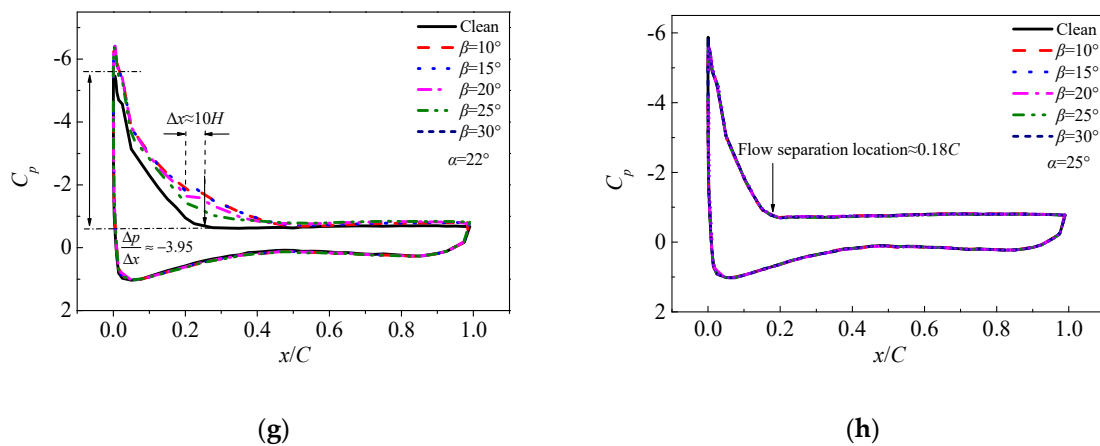 Clean
β=10°
β=15°
β=20°
β=25°
β=30°
α=22°
Δx≈10H
Δp/Δx ≈ −3.95
-6
-4
-2
0
2
C_p
0.0 0.2 0.4 0.6 0.8 1.0
x/C
(g)
Clean
β=10°
β=15°
β=20°
β=25°
β=30°
α=25°
Flow separation location≈0.18C
-6
-4
-2
0
2
C_p
0.0 0.2 0.4 0.6 0.8 1.0
x/C
(h)